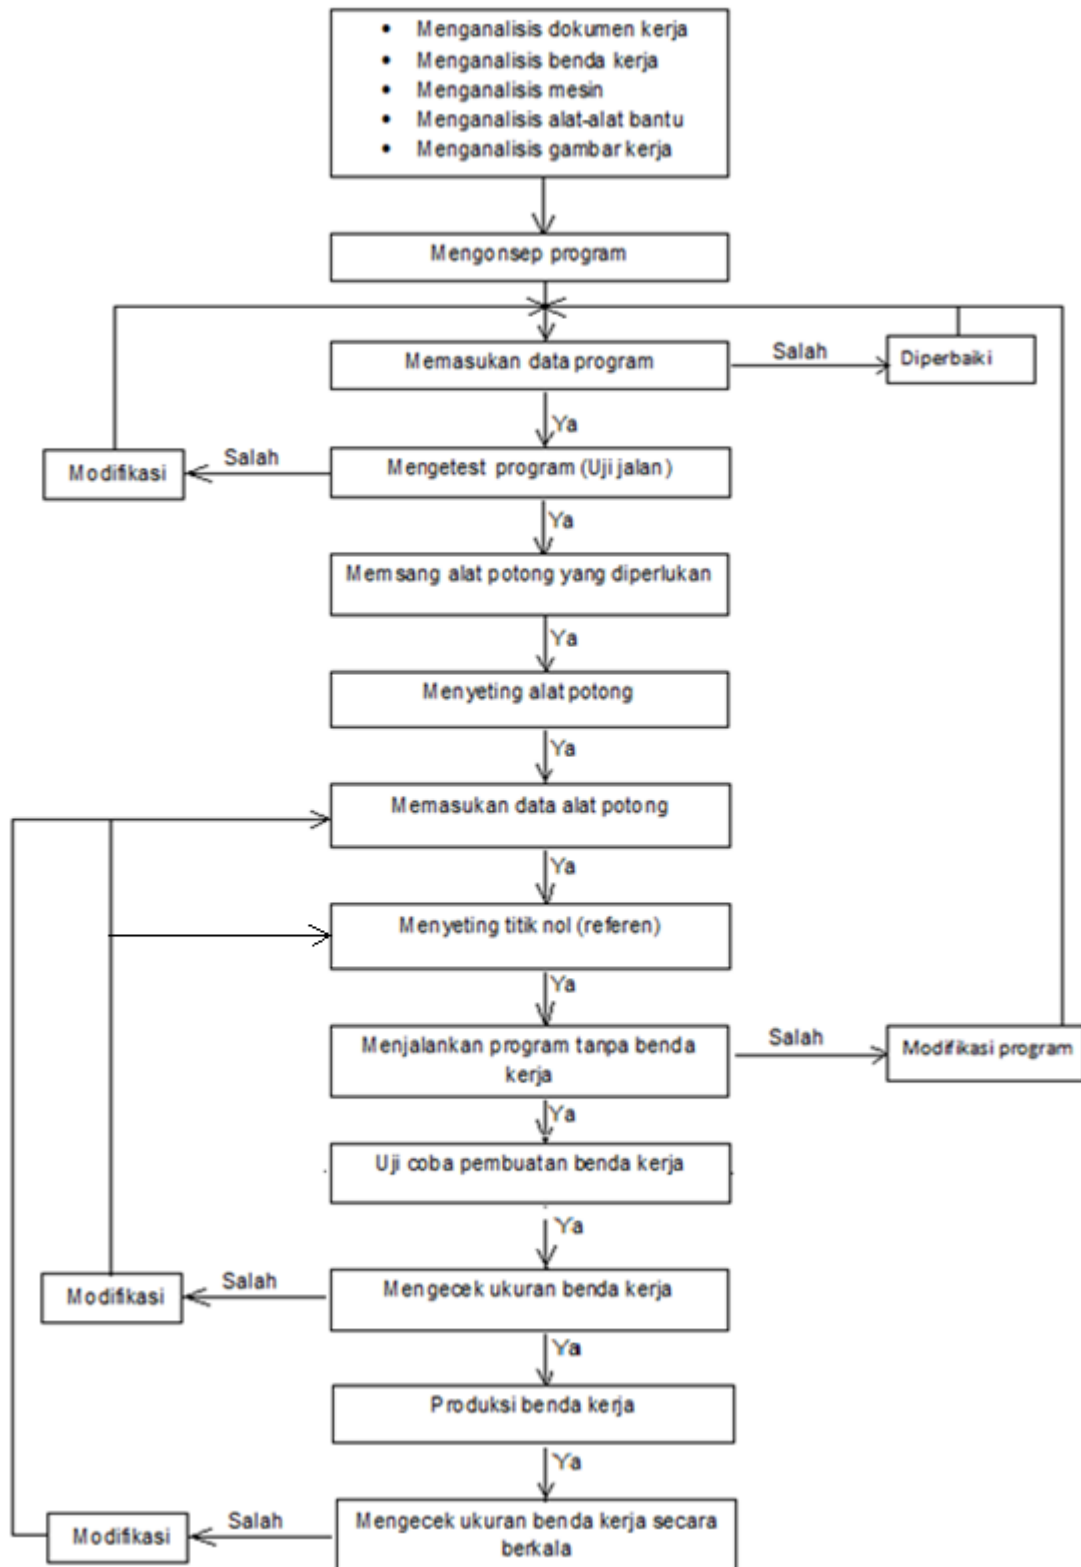 • Menganalisis dokumen kerja
• Menganalisis benda kerja
• Menganalisis mesin
• Menganalisis alat-alat bantu
• Menganalisis gambar kerja
Mengonsep program
Memasukan data program
Salah
Diperbaiki
Ya
Modifikasi
Salah
Mengetest program (Uji jalan)
Ya
Memsang alat potong yang diperlukan
Ya
Menyeting alat potong
Ya
Memasukan data alat potong
Ya
Menyeting titik nol (referen)
Ya
Menjalankan program tanpa benda
kerja
Salah
Modifikasi program
Ya
Uji coba pembuatan benda kerja
Ya
Modifikasi
Salah
Mengecek ukuran benda kerja
Ya
Produksi benda kerja
Ya
Modifikasi
Salah
Mengecek ukuran benda kerja secara
berkala